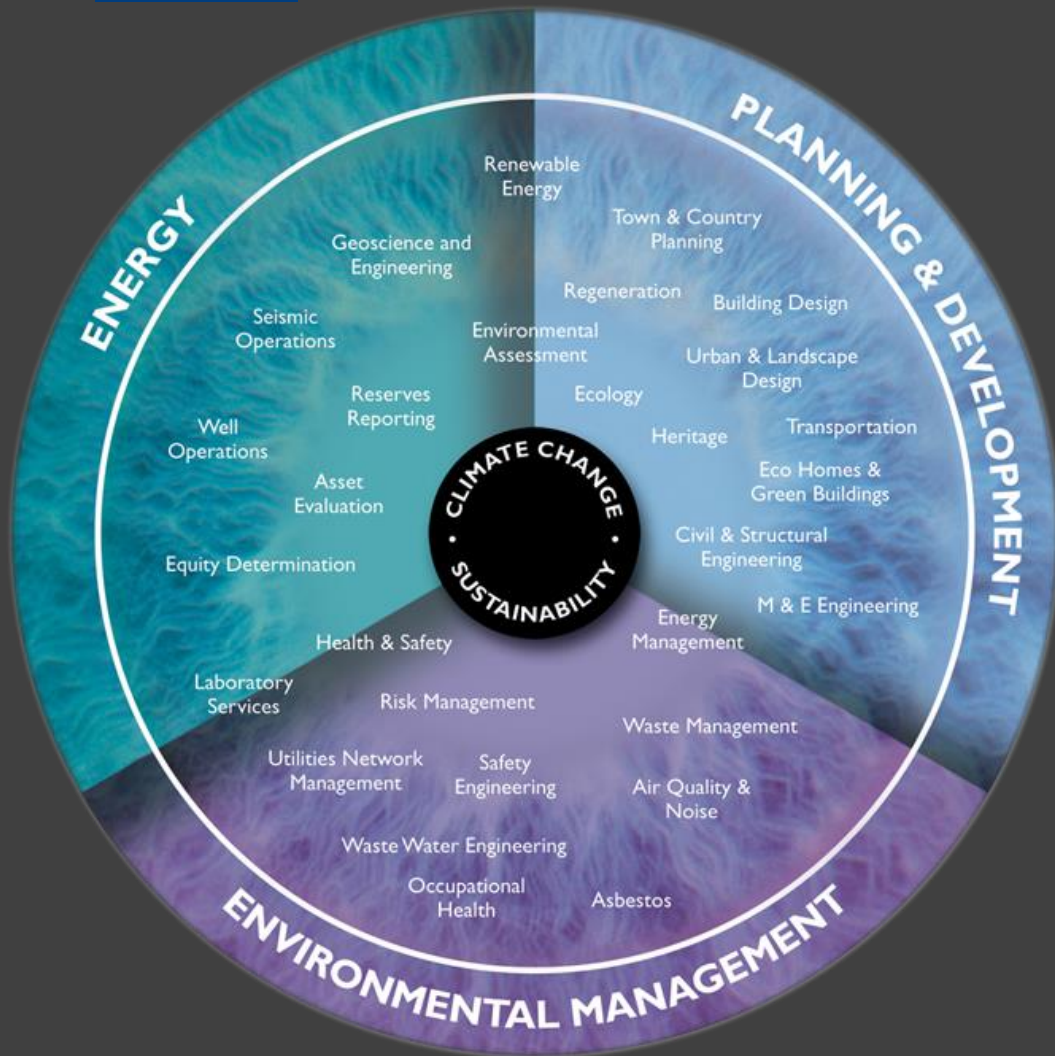 ENERGY
PLANNING & DEVELOPMENT
ENVIRONMENTAL MANAGEMENT
CLIMATE CHANGE
• SUSTAINABILITY •
Renewable
Energy
Geoscience and
Engineering
Seismic
Operations
Environmental
Assessment
Reserves
Reporting
Well
Operations
Asset
Evaluation
Equity Determination
Health & Safety
Laboratory
Services
Town & Country
Planning
Regeneration
Building Design
Urban & Landscape
Design
Ecology
Heritage
Transportation
Eco Homes &
Green Buildings
Civil & Structural
Engineering
M & E Engineering
Energy
Management
Risk Management
Waste Management
Utilities Network
Management
Safety
Engineering
Air Quality &
Noise
Waste Water Engineering
Occupational
Health
Asbestos